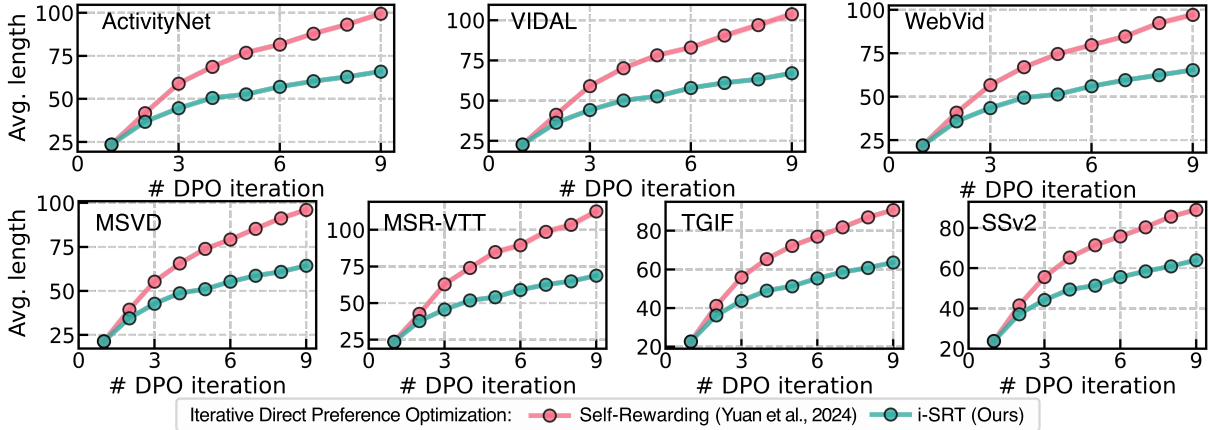 ActivityNet
VIDAL
WebVid
Avg. length
100
75
50
25
0 3 6 9
# DPO iteration
100
75
50
25
0 3 6 9
# DPO iteration
100
75
50
25
0 3 6 9
# DPO iteration
MSVD
MSR-VTT
TGIF
SSv2
Avg. length
100
75
50
25
0 3 6 9
# DPO iteration
100
75
50
25
0 3 6 9
# DPO iteration
80
60
40
20
0 3 6 9
# DPO iteration
80
60
40
20
0 3 6 9
# DPO iteration
Iterative Direct Preference Optimization: Self-Rewarding (Yuan et al., 2024) i-SRT (Ours)